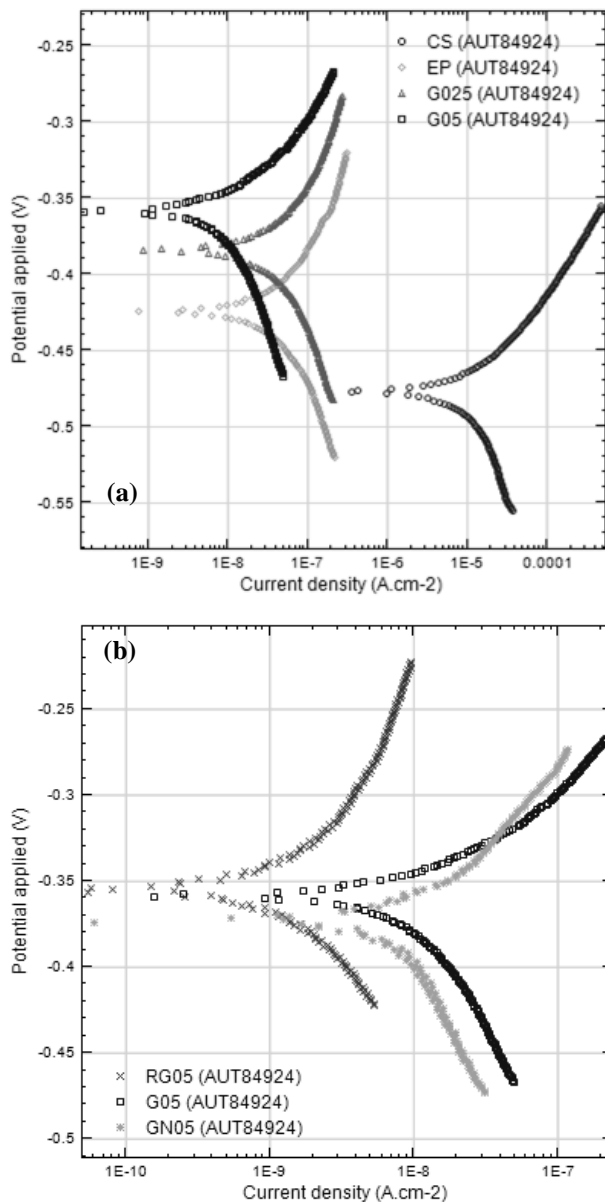 -0.25
-0.3
-0.35
-0.4
-0.45
-0.5
-0.55
Potential applied (V)
CS (AUT84924)
EP (AUT84924)
G025 (AUT84924)
G05 (AUT84924)
(a)
1E-9 1E-8 1E-7 1E-6 1E-5 0.0001
Current density (A.cm-2)
(b)
-0.25
-0.3
-0.35
-0.4
-0.45
-0.5
Potential applied (V)
RG05 (AUT84924)
G05 (AUT84924)
GN05 (AUT84924)
1E-10 1E-9 1E-8 1E-7
Current density (A.cm-2)